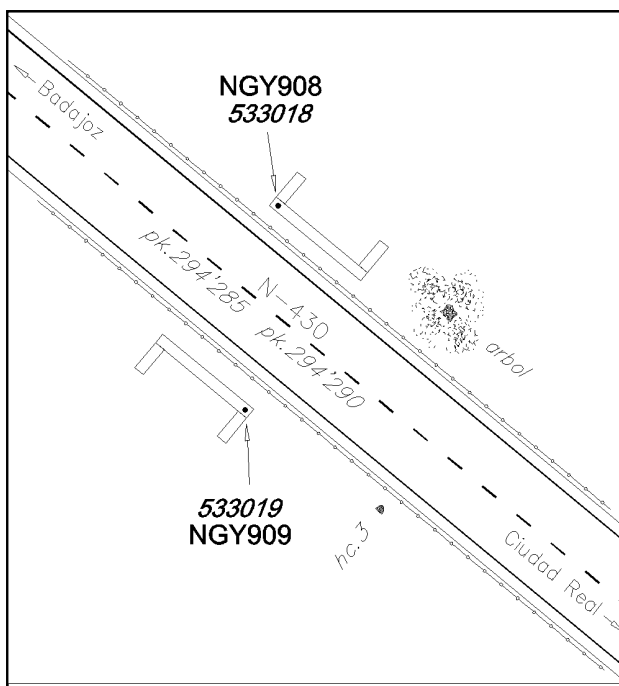 NGY908
533018
Badajoz
N-430
pk.294'285
pk.294'290
arbol
533019
NGY909
hc.3
Ciudad Real